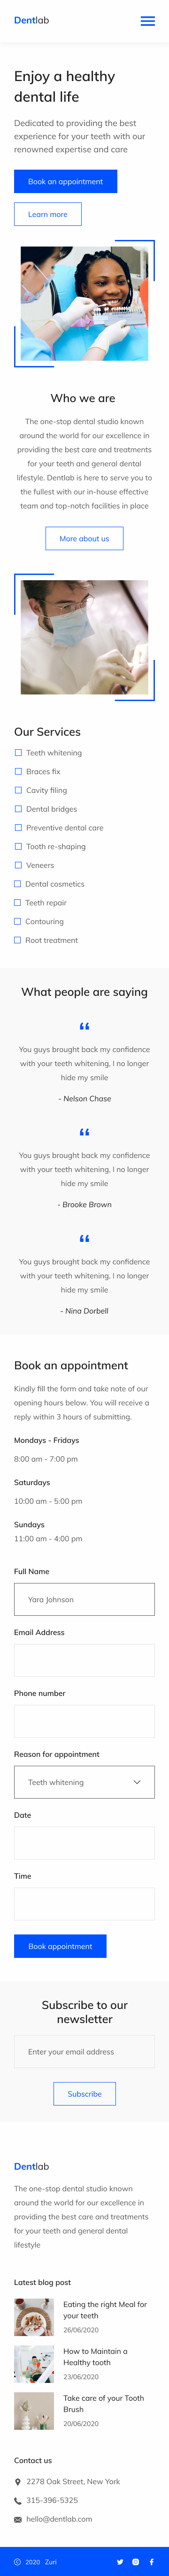 Dentlab
Enjoy a healthy
dental life
Dedicated to providing the best
experience for your teeth with our
renowned expertise and care
Book an appointment
Learn more
Who we are
The one-stop dental studio known
around the world for our excellence in
providing the best care and treatments
for your teeth and general dental
lifestyle. Dentlab is here to serve you to
the fullest with our in-house effective
team and top-notch facilities in place
More about us
Our Services
Teeth whitening
Braces fix
Cavity filing
Dental bridges
Preventive dental care
Tooth re-shaping
Veneers
Dental cosmetics
Teeth repair
Contouring
Root treatment
What people are saying
“
You guys brought back my confidence
with your teeth whitening, I no longer
hide my smile
- Nelson Chase
“
You guys brought back my confidence
with your teeth whitening, I no longer
hide my smile
- Brooke Brown
“
You guys brought back my confidence
with your teeth whitening, I no longer
hide my smile
- Nina Dorbell
Book an appointment
Kindly fill the form and take note of our
opening hours below. You will receive a
reply within 3 hours of submitting.
Mondays - Fridays
8:00 am - 7:00 pm
Saturdays
10:00 am - 5:00 pm
Sundays
11:00 am - 4:00 pm
Full Name
Yara Johnson
Email Address
Phone number
Reason for appointment
Teeth whitening
Date
Time
Book appointment
Subscribe to our
newsletter
Enter your email address
Subscribe
Dentlab
The one-stop dental studio known
around the world for our excellence in
providing the best care and treatments
for your teeth and general dental
lifestyle
Latest blog post
Eating the right Meal for
your teeth
26/06/2020
How to Maintain a
Healthy tooth
23/06/2020
Take care of your Tooth
Brush
20/06/2020
Contact us
2278 Oak Street, New York
315-396-5325
hello@dentlab.com
© 2020 Zuri